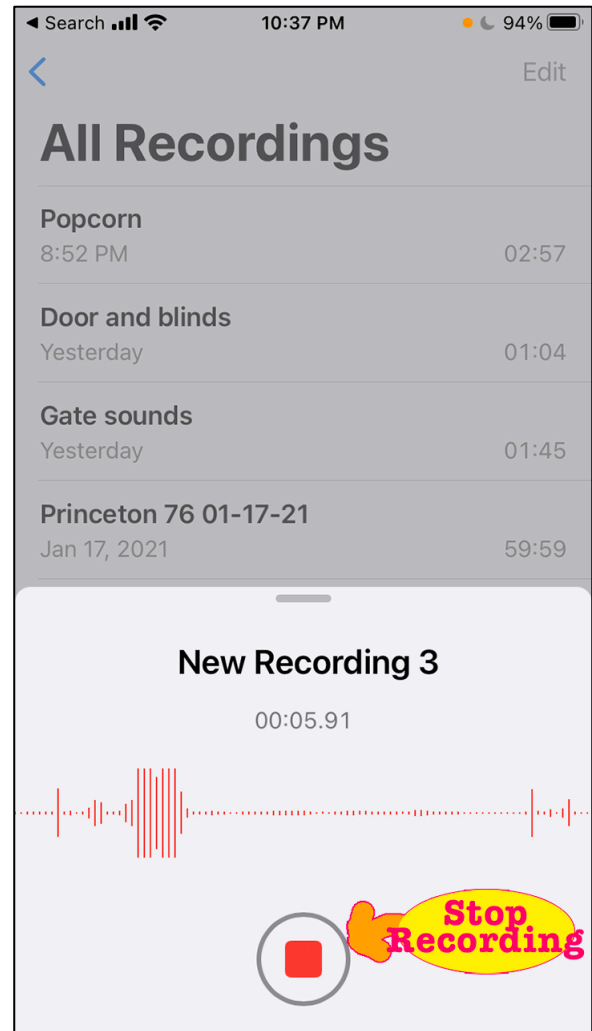 ◀ Search 10:37 PM 94%
Edit
All Recordings
Popcorn
8:52 PM 02:57
Door and blinds
Yesterday 01:04
Gate sounds
Yesterday 01:45
Princeton 76 01-17-21
Jan 17, 2021 59:59
New Recording 3
00:05.91
Stop
Recording